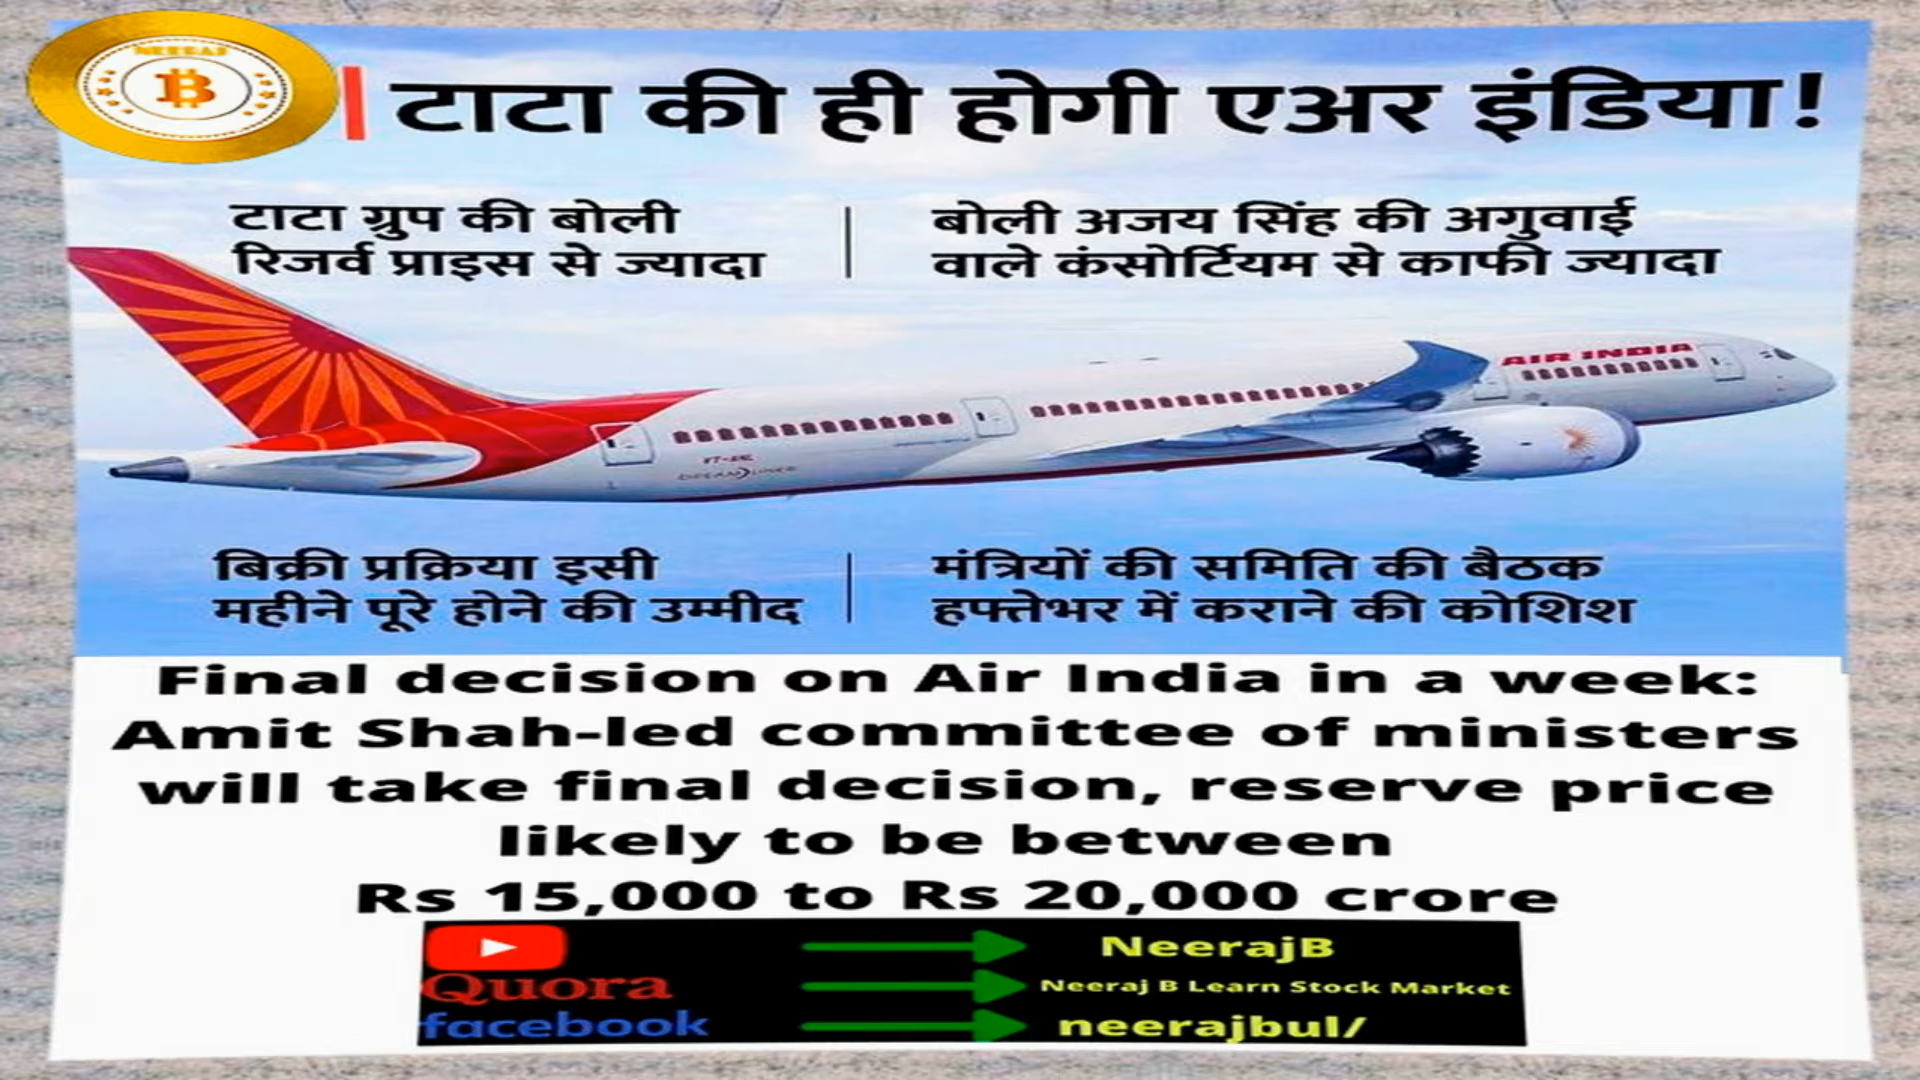 NEERAJ
टाटा की ही होगी एअर इंडिया!
टाटा ग्रुप की बोली
रिजर्व प्राइस से ज्यादा
बोली अजय सिंह की अगुवाई
वाले कंसोर्टियम से काफी ज्यादा
AIR INDIA
बिक्री प्रक्रिया इसी
महीने पूरे होने की उम्मीद
मंत्रियों की समिति की बैठक
हफ्तेभर में कराने की कोशिश
Final decision on Air India in a week:
Amit Shah-led committee of ministers
will take final decision, reserve price
likely to be between
Rs 15,000 to Rs 20,000 crore
NeerajB
Quora Neeraj B Learn Stock Market
facebook neerajbul/